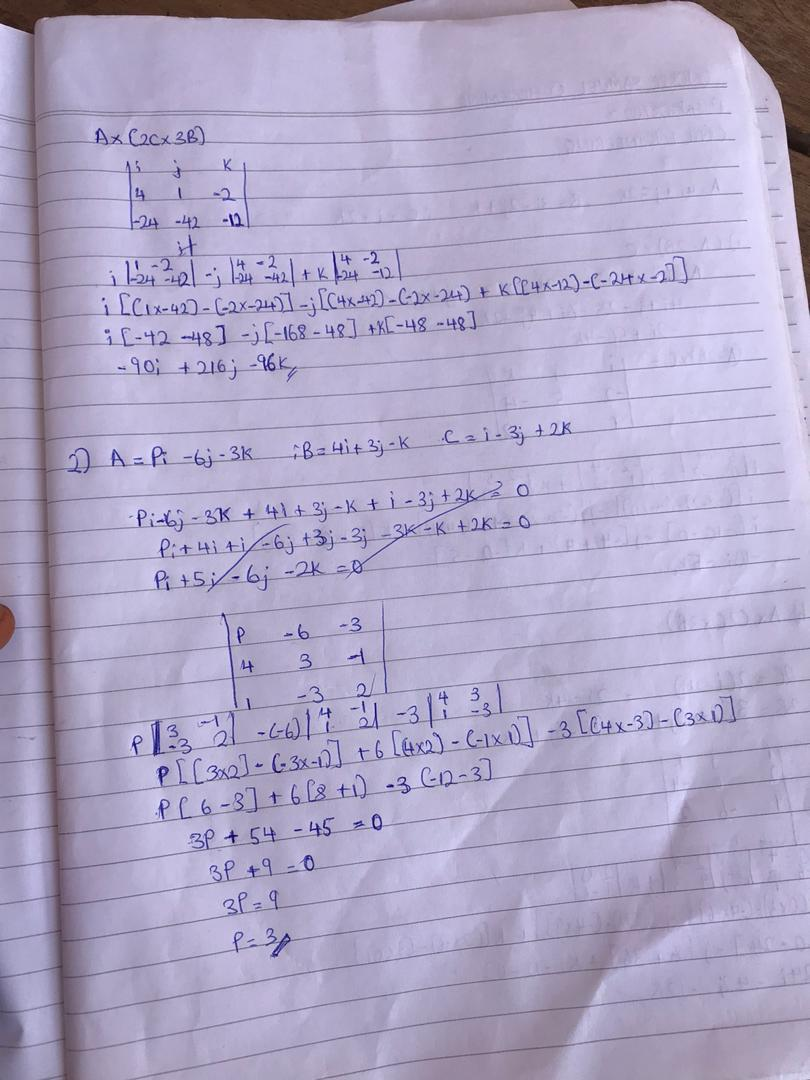 A x (2C x 3B)
|i j k|
|4 1 -2|
|-24 -42 -12|
i |1 -2 / -24 -42| -j |4 -2 / -24 -42| + k |4 -2 / -24 -12|
i [(1x-42) - (-2x-24)] - j [(4x-42) - (-2x-24) + k [(4x-12) - (-24x-2)]
i [-42 -48] - j [-168 - 48] + k [-48 -48]
-90i + 216j -96k
2) A = Pi -6j -3k ; B = 4i + 3j - k C = i - 3j + 2k
Pi -6j - 3k + 4i + 3j - k + i - 3j + 2k = 0
Pi + 4i + i - 6j + 3j - 3j - 3k - k + 2k = 0
Pi + 5i - 6j - 2k = 0
|P -6 -3|
|4 3 -1|
|1 -3 2|
P |3 -1 / -3 2| - (-6) |4 -1 / 1 2| - 3 |4 3 / 1 -3|
P [(3x2) - (-3x-1)] + 6 [(4x2) - (-1x1)] - 3 [(4x-3) - (3x1)]
P [6 - 3] + 6 [8 + 1) - 3 (-12 - 3]
3P + 54 - 45 = 0
3P + 9 = 0
3P = 9
P = 3